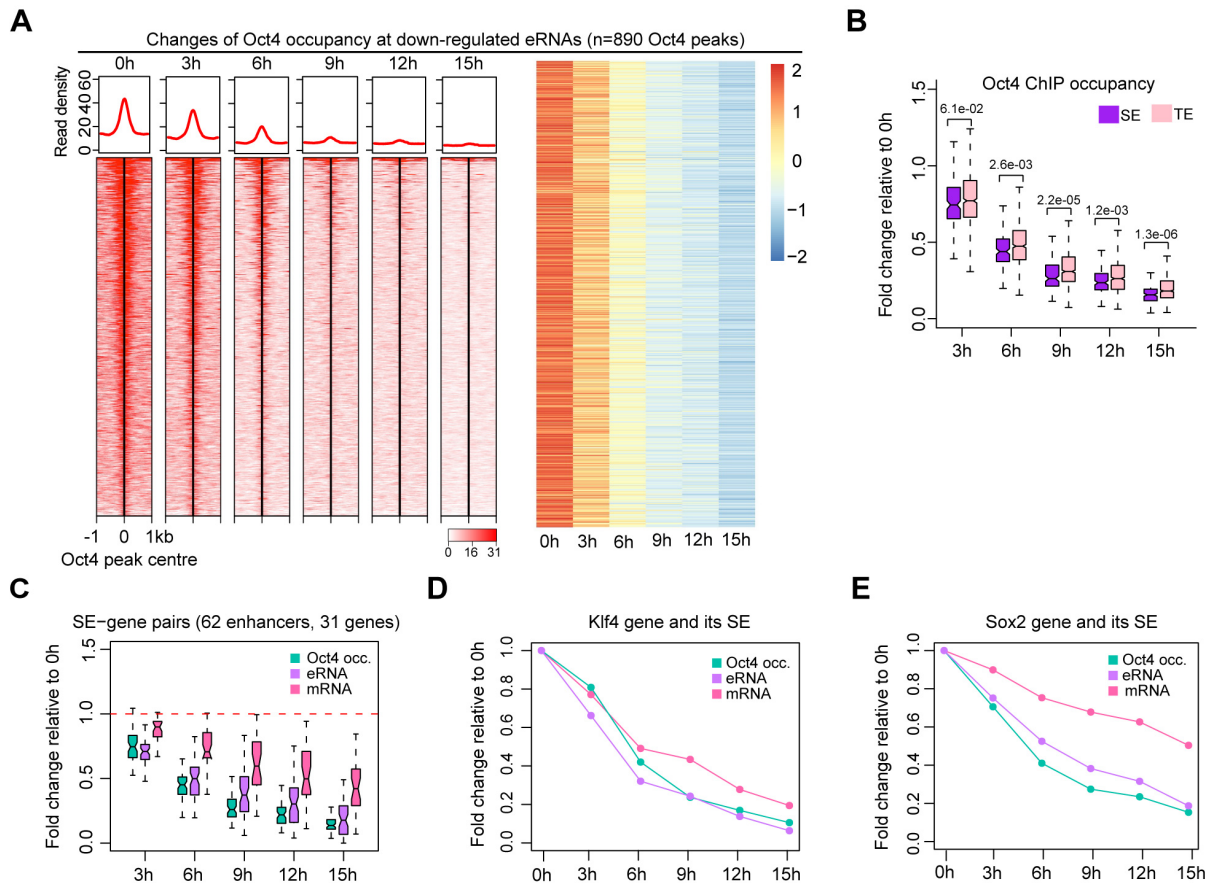 A
Changes of Oct4 occupancy at down-regulated eRNAs (n=890 Oct4 peaks)
0h 3h 6h 9h 12h 15h
Read density
0 20 40 60
-1 0 1kb
Oct4 peak centre
0 16 31
2
1
0
−1
−2
0h 3h 6h 9h 12h 15h
B
Oct4 ChIP occupancy
SE TE
Fold change relative to 0h
0.0 0.5 1.0 1.5
6.1e-02
2.6e-03
2.2e-05
1.2e-03
1.3e-06
3h 6h 9h 12h 15h
C
SE−gene pairs (62 enhancers, 31 genes)
Fold change relative to 0h
0.0 0.5 1.0 1.5
Oct4 occ.
eRNA
mRNA
3h 6h 9h 12h 15h
D
Klf4 gene and its SE
Fold change relative to 0h
0.0 0.2 0.4 0.6 0.8 1.0
Oct4 occ.
eRNA
mRNA
0h 3h 6h 9h 12h 15h
E
Sox2 gene and its SE
Fold change relative to 0h
0.0 0.2 0.4 0.6 0.8 1.0
Oct4 occ.
eRNA
mRNA
0h 3h 6h 9h 12h 15h